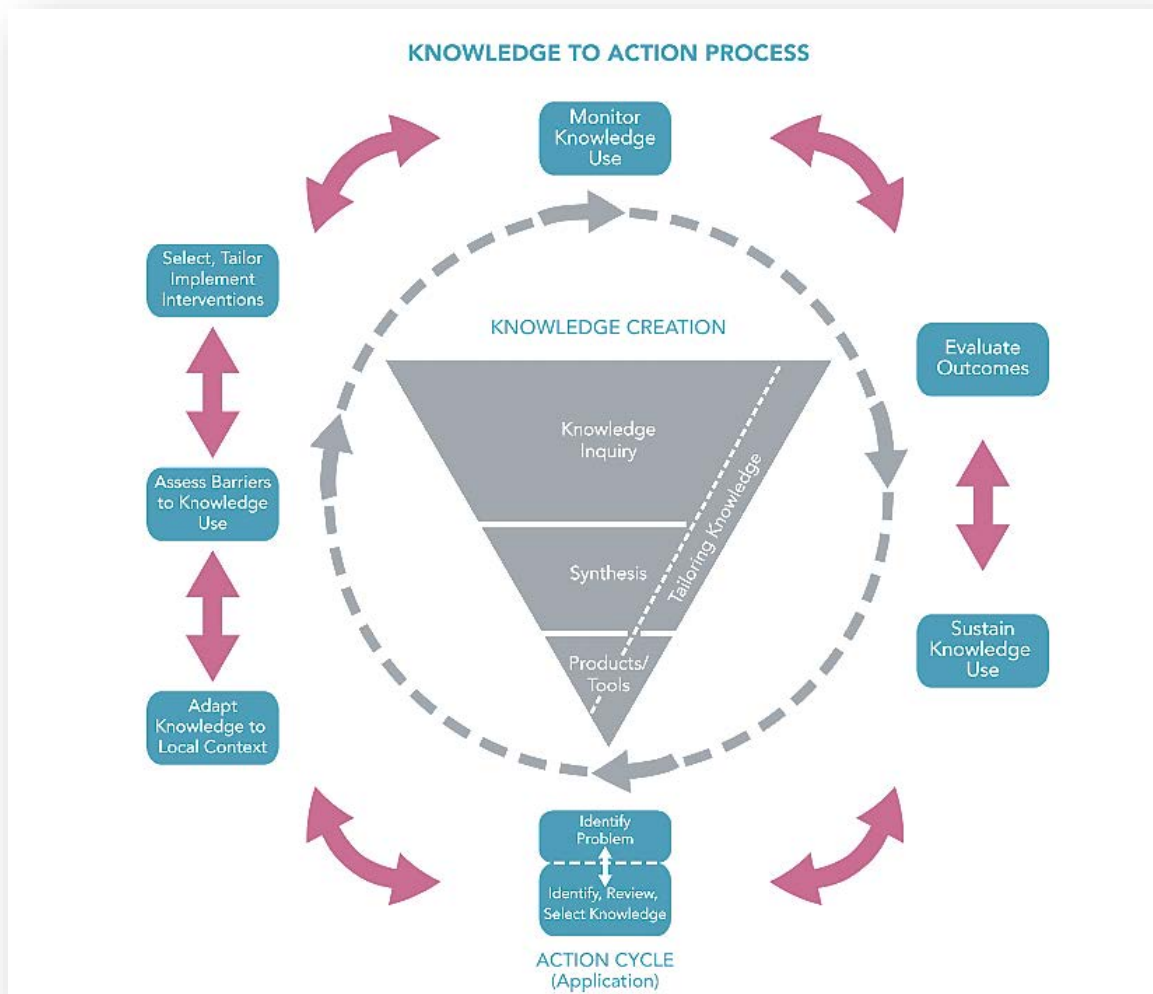 KNOWLEDGE TO ACTION PROCESS
Monitor
Knowledge
Use
Select, Tailor
Implement
Interventions
KNOWLEDGE CREATION
Evaluate
Outcomes
Knowledge
Inquiry
Tailoring Knowledge
Assess Barriers
to Knowledge
Use
Synthesis
Sustain
Knowledge
Use
Products/
Tools
Adapt
Knowledge to
Local Context
Identify
Problem
Identify, Review,
Select Knowledge
ACTION CYCLE
(Application)